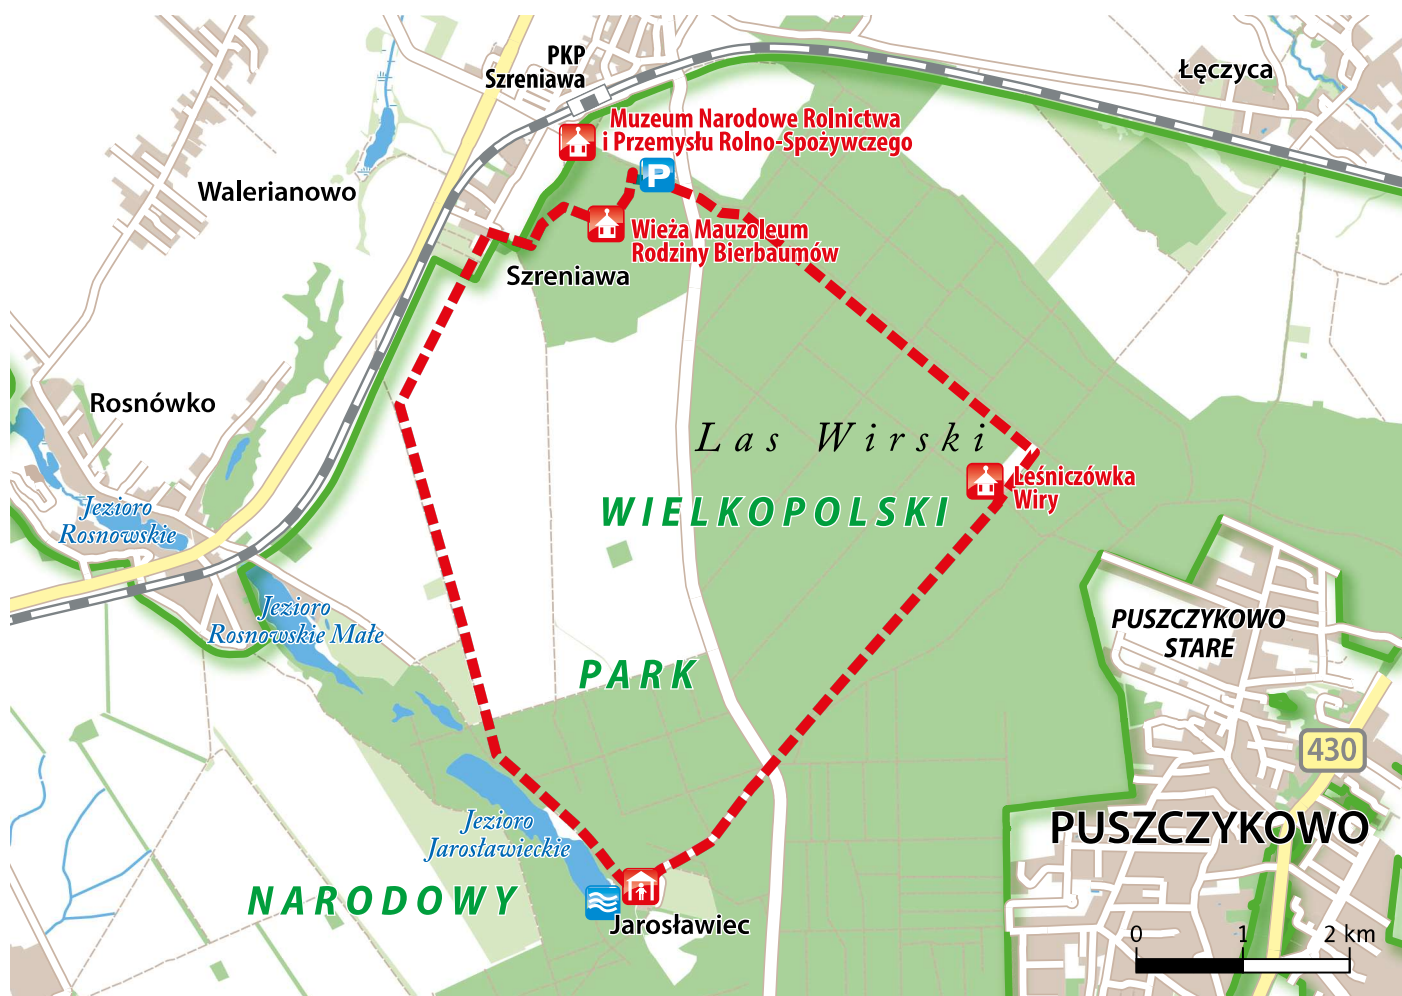 PKP
Szreniawa
Łęczyca
Muzeum Narodowe Rolnictwa
i Przemysłu Rolno-Spożywczego
P
Walerianowo
Wieża Mauzoleum
Rodziny Bierbaumów
Szreniawa
Rosnówko
Las Wirski
Leśniczówka
Wiry
WIELKOPOLSKI
Jezioro
Rosnowskie
Jezioro
Rosnowskie Małe
PUSZCZYKOWO
STARE
PARK
430
Jezioro
Jarosławieckie
PUSZCZYKOWO
NARODOWY
Jarosławiec
0 1 2 km